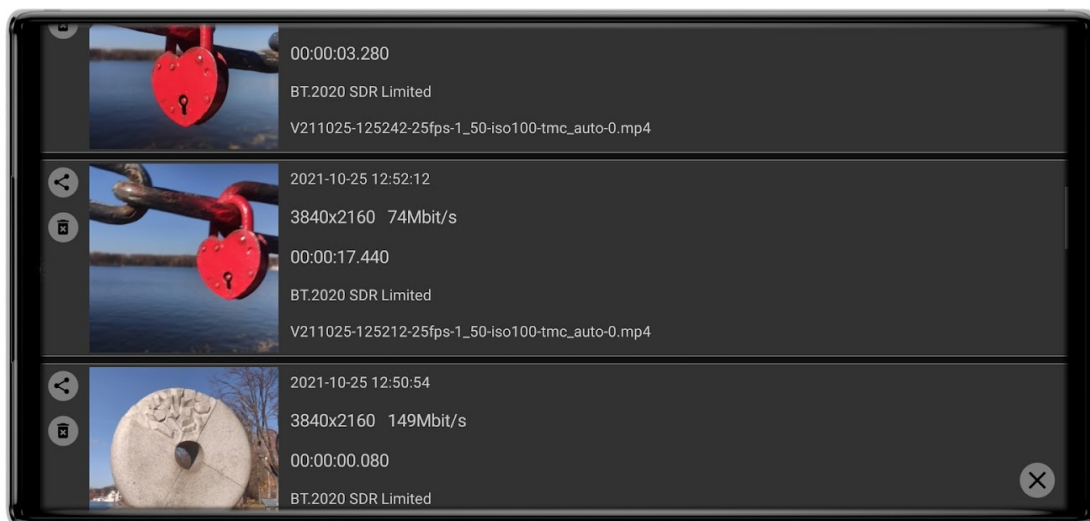 00:00:03.280
BT.2020 SDR Limited
V211025-125242-25fps-1_50-iso100-tmc_auto-0.mp4
2021-10-25 12:52:12
3840x2160 74Mbit/s
00:00:17.440
BT.2020 SDR Limited
V211025-125212-25fps-1_50-iso100-tmc_auto-0.mp4
2021-10-25 12:50:54
3840x2160 149Mbit/s
00:00:00.080
BT.2020 SDR Limited